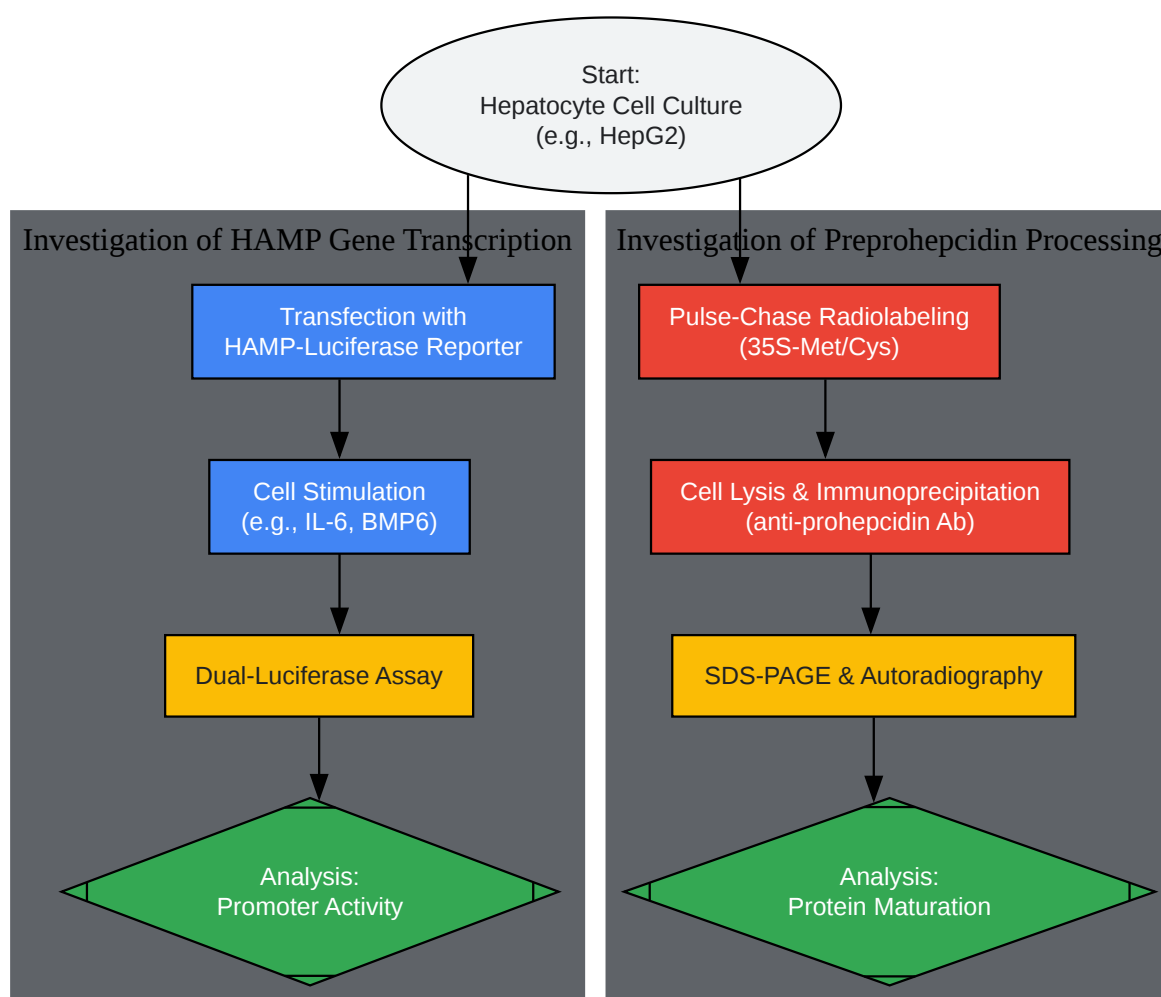 Start:
Hepatocyte Cell Culture
(e.g., HepG2)
Investigation of HAMP Gene Transcription
Transfection with
HAMP-Luciferase Reporter
Cell Stimulation
(e.g., IL-6, BMP6)
Dual-Luciferase Assay
Analysis:
Promoter Activity
Investigation of Preprohepcidin Processing
Pulse-Chase Radiolabeling
(35S-Met/Cys)
Cell Lysis & Immunoprecipitation
(anti-prohepcidin Ab)
SDS-PAGE & Autoradiography
Analysis:
Protein Maturation